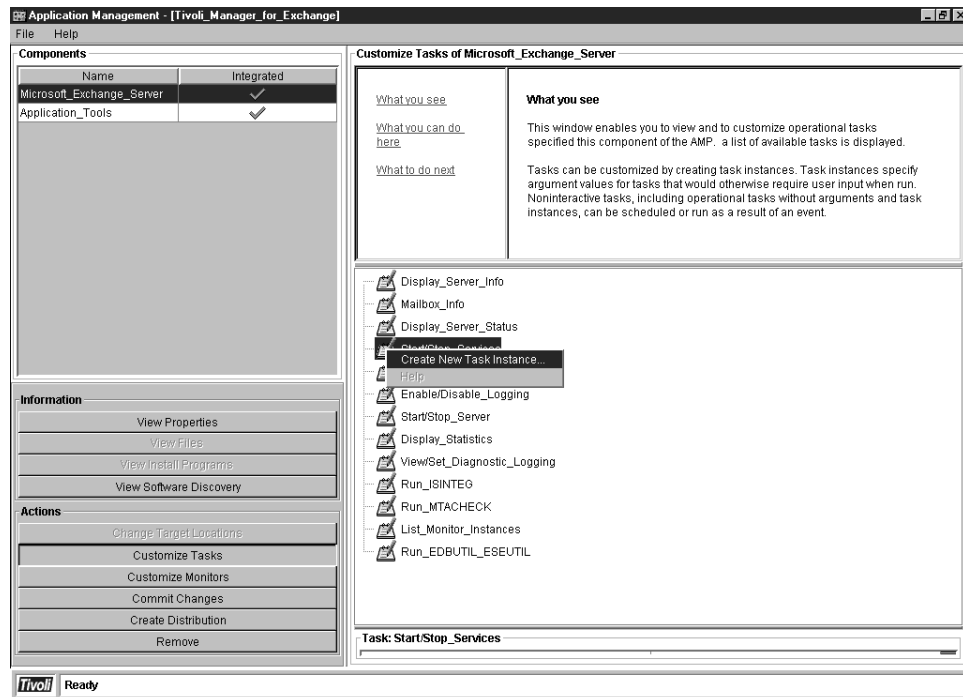 Application Management - [Tivoli_Manager_for_Exchange]
File Help
Components
Name Integrated
Microsoft_Exchange_Server
Application_Tools
Information
View Properties
View Files
View Install Programs
View Software Discovery
Actions
Change Target Locations
Customize Tasks
Customize Monitors
Commit Changes
Create Distribution
Remove
Customize Tasks of Microsoft_Exchange_Server
What you see
What you can do
here
What to do next
What you see
This window enables you to view and to customize operational tasks
specified this component of the AMP. a list of available tasks is displayed.
Tasks can be customized by creating task instances. Task instances specify
argument values for tasks that would otherwise require user input when run.
Noninteractive tasks, including operational tasks without arguments and task
instances, can be scheduled or run as a result of an event.
Display_Server_Info
Mailbox_Info
Display_Server_Status
Start/Stop_Services
Create New Task Instance...
Help
Enable/Disable_Logging
Start/Stop_Server
Display_Statistics
View/Set_Diagnostic_Logging
Run_ISINTEG
Run_MTACHECK
List_Monitor_Instances
Run_EDBUTIL_ESEUTIL
Task: Start/Stop_Services
Tivoli Ready